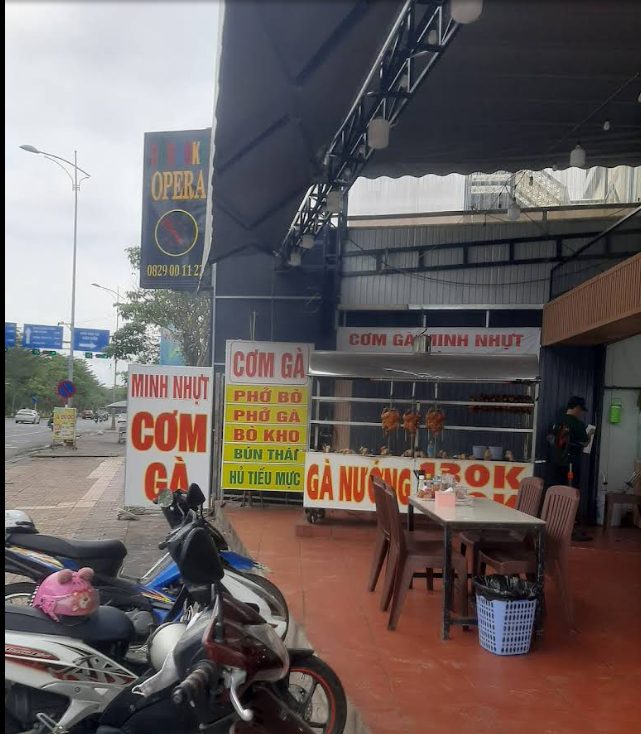 OPERA
0829 00 11 2
MINH NHỰT
CƠM
GÀ
CƠM GÀ
PHỞ BÒ
PHỞ GÀ
BÒ KHO
BÚN THÁI
HỦ TIẾU MỰC
CƠM GÀ MINH NHỰT
GÀ NƯỚNG
130K